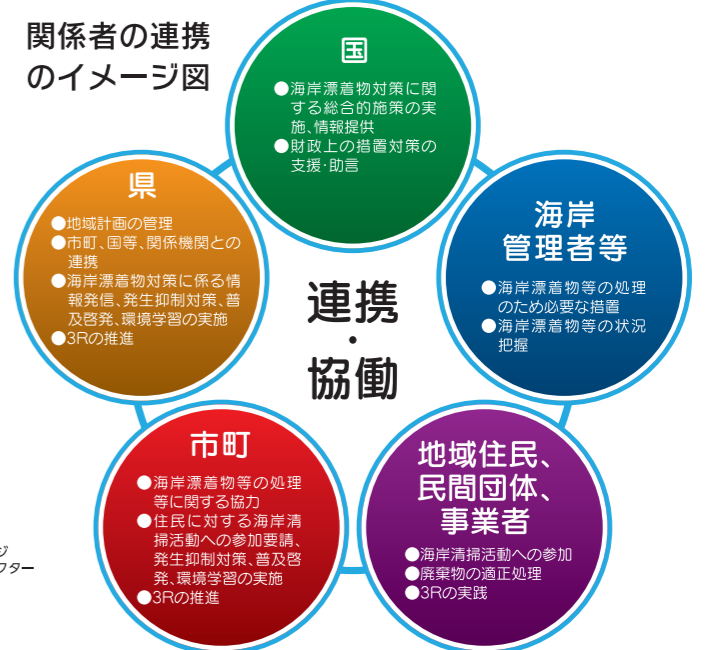 関係者の連携
のイメージ図
国
●海岸漂着物対策に関
する総合的施策の実
施、情報提供
●財政上の措置対策の
支援・助言
県
●地域計画の管理
●市町、国等、関係機関との
連携
●海岸漂着物対策に係る情
報発信、発生抑制対策、普
及啓発、環境学習の実施
●3Rの推進
海岸
管理者等
●海岸漂着物等の処理
のため必要な措置
●海岸漂着物等の状況
把握
連携
・
協働
市町
●海岸漂着物等の処理
等に関する協力
●住民に対する海岸清
掃活動への参加要請、
発生抑制対策、普及啓
発、環境学習の実施
●3Rの推進
地域住民、
民間団体、
事業者
●海岸清掃活動への参加
●廃棄物の適正処理
●3Rの実践
ジ
クター